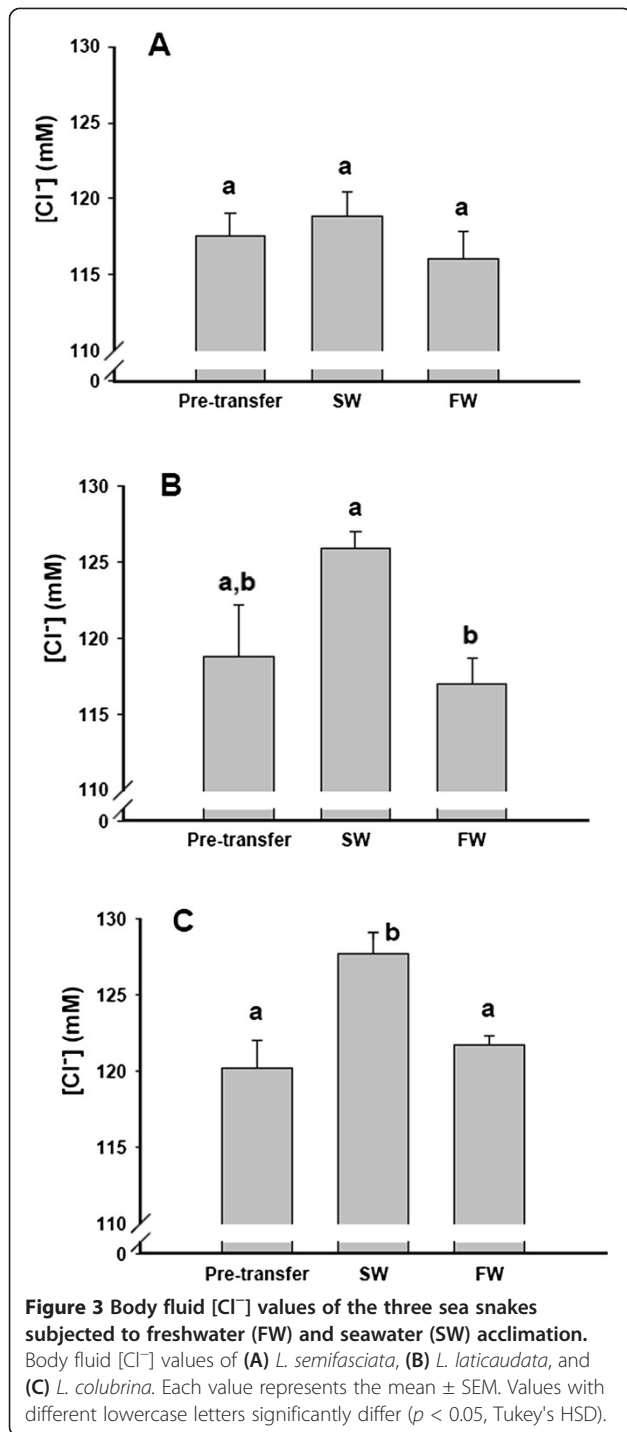 A
130
125
120
115
110
0
[Cl⁻] (mM)
a
a
a
Pre-transfer SW FW
B
130
125
120
115
110
0
[Cl⁻] (mM)
a,b
a
b
Pre-transfer SW FW
C
130
125
120
115
110
0
[Cl⁻] (mM)
a
b
a
Pre-transfer SW FW
Figure 3 Body fluid [Cl⁻] values of the three sea snakes
subjected to freshwater (FW) and seawater (SW) acclimation.
Body fluid [Cl⁻] values of (A) L. semifasciata, (B) L. laticaudata, and
(C) L. colubrina. Each value represents the mean ± SEM. Values with
different lowercase letters significantly differ (p < 0.05, Tukey's HSD).